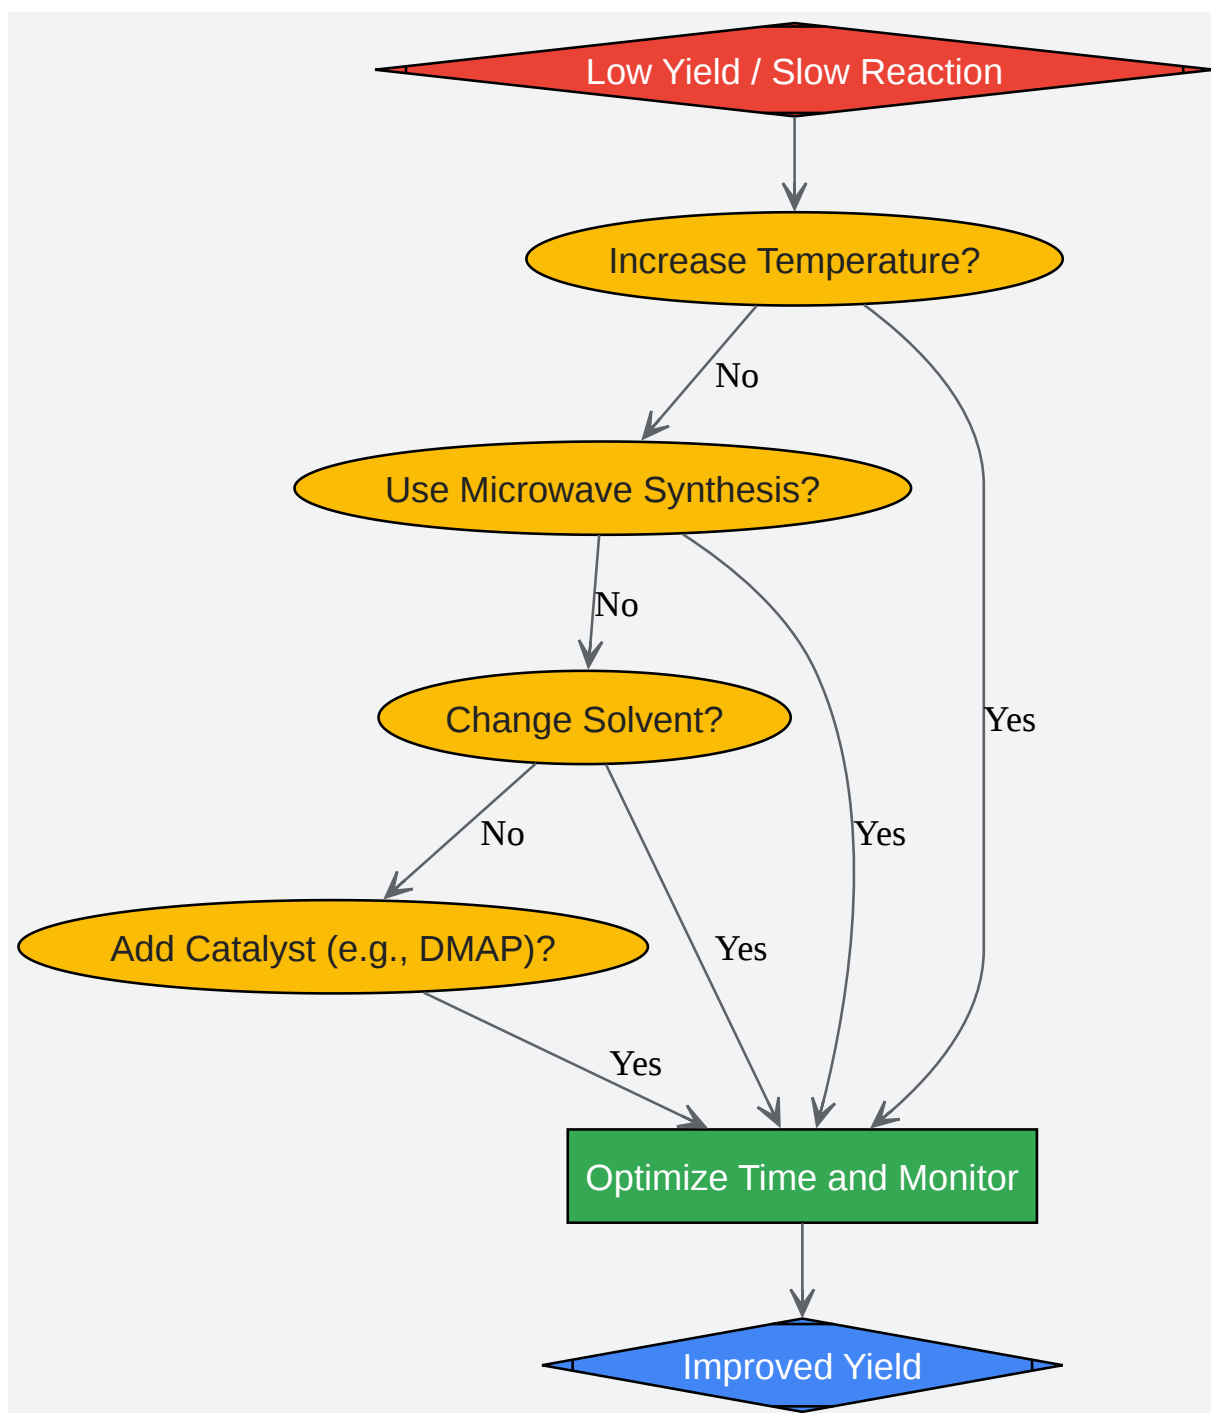 Low Yield / Slow Reaction
Increase Temperature?
No
Use Microwave Synthesis?
No
Change Solvent?
Yes
No
Yes
Add Catalyst (e.g., DMAP)?
Yes
Yes
Optimize Time and Monitor
Improved Yield